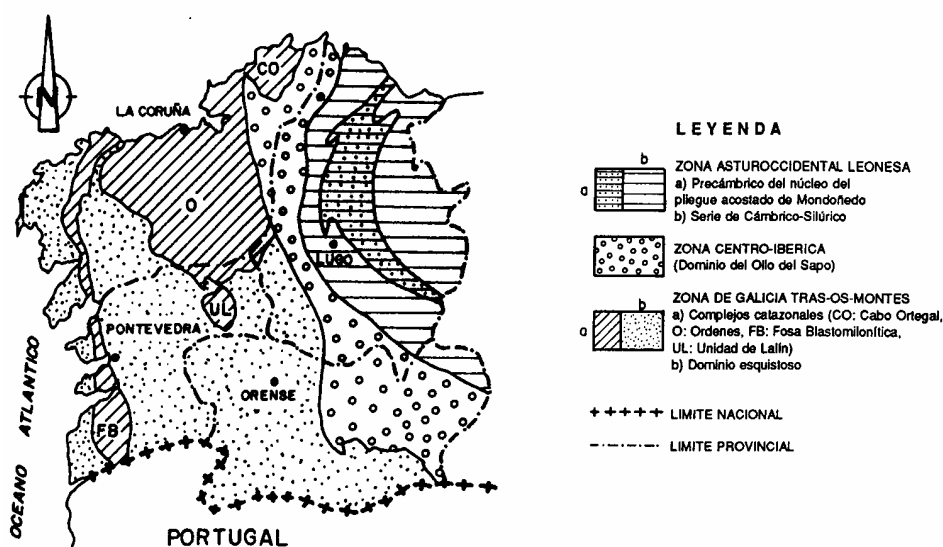 N
CO
LA CORUÑA
O
LUGO
UL
PONTEVEDRA
ORENSE
FB
OCEANO ATLANTICO
PORTUGAL
LEYENDA
b
a
ZONA ASTUROCCIDENTAL LEONESA
a) Precámbrico del núcleo del
pliegue acostado de Mondoñedo
b) Serie de Cámbrico-Silúrico
ZONA CENTRO-IBERICA
(Dominio del Ollo del Sapo)
b
a
ZONA DE GALICIA TRAS-OS-MONTES
a) Complejos catazonales (CO: Cabo Ortegal,
O: Ordenes, FB: Fosa Blastomilonítica,
UL: Unidad de Lalín)
b) Dominio esquistoso
LIMITE NACIONAL
LIMITE PROVINCIAL